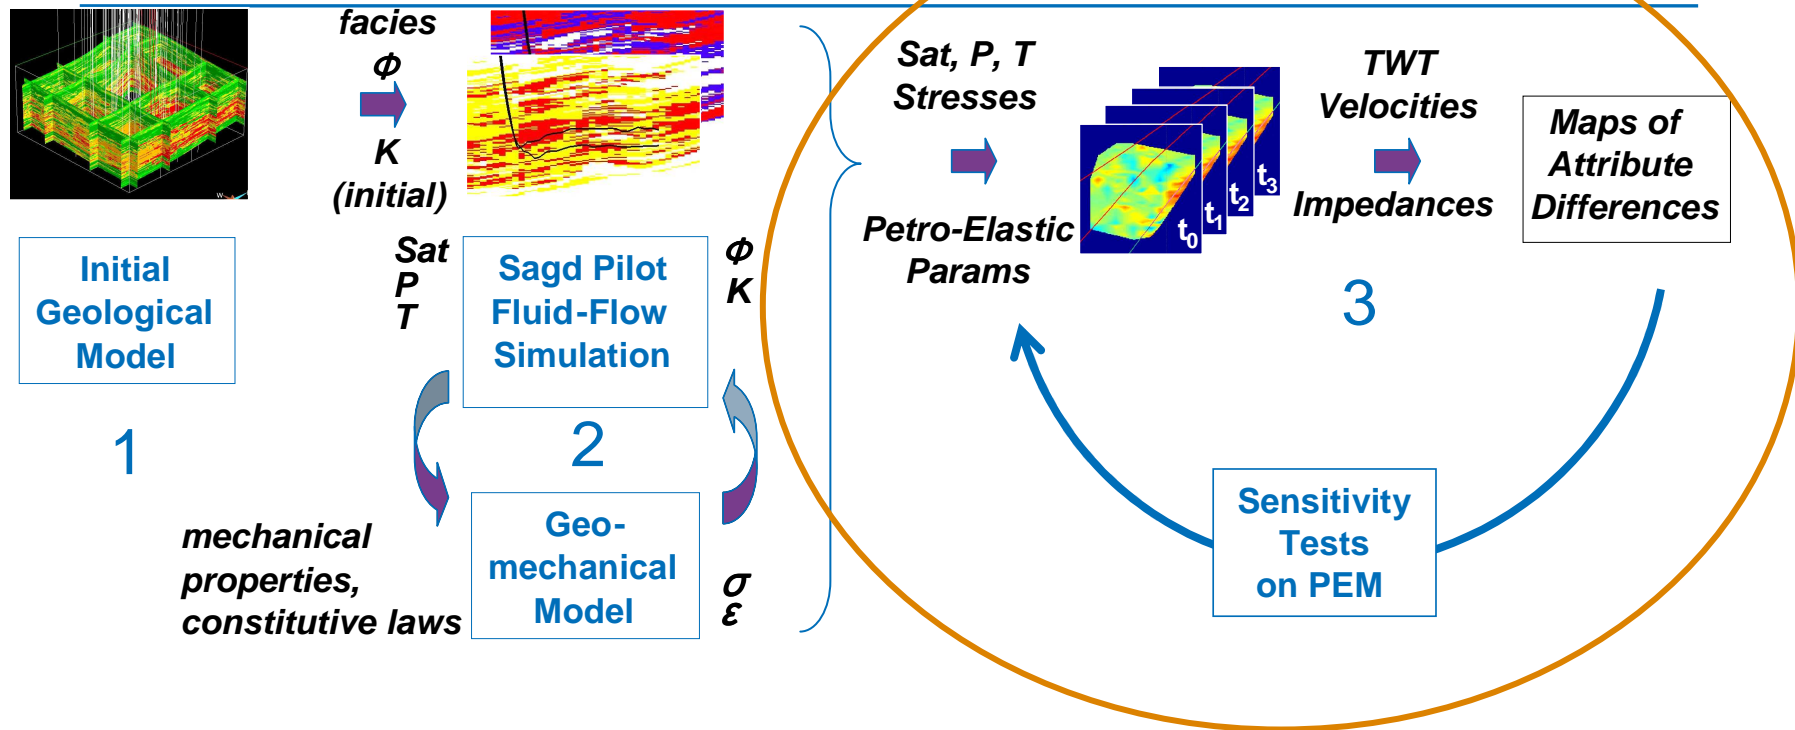 facies
Φ
K
(initial)
Initial
Geological
Model
1
Sat
P
T
Sagd Pilot
Fluid-Flow
Simulation
Φ
K
2
mechanical
properties,
constitutive laws
Geo-
mechanical
Model
σ
ε
Sat, P, T
Stresses
Petro-Elastic
Params
t0
t1
t2
t3
TWT
Velocities
Impedances
Maps of
Attribute
Differences
3
Sensitivity
Tests
on PEM
W